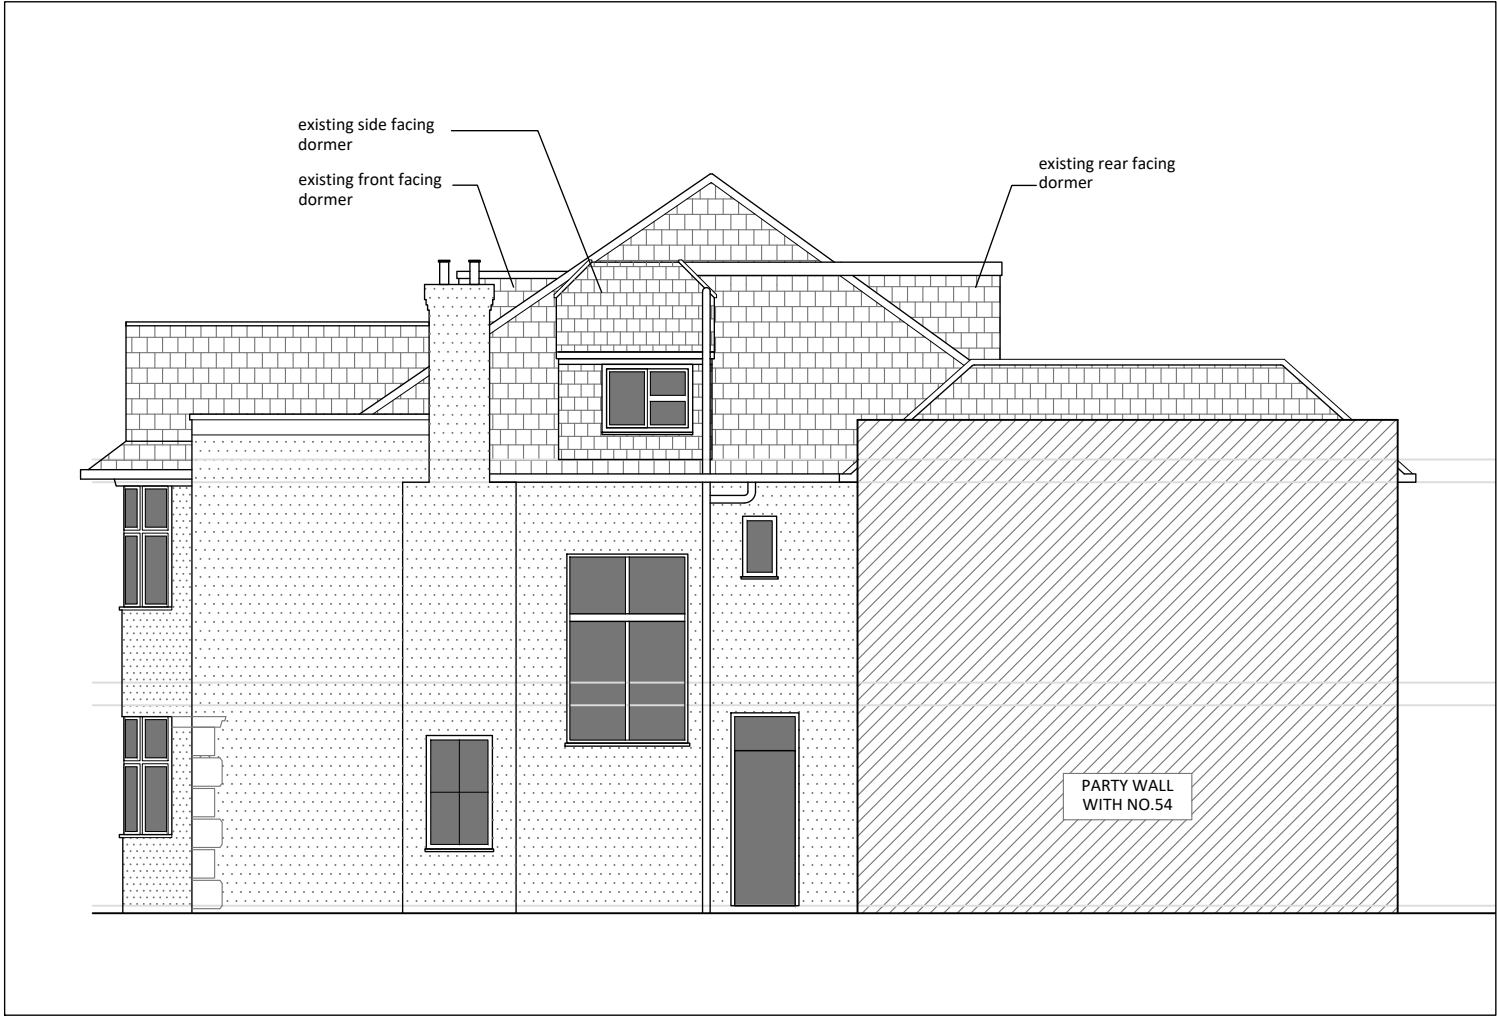 existing side facing
dormer
existing front facing
dormer
existing rear facing
dormer
PARTY WALL
WITH NO.54